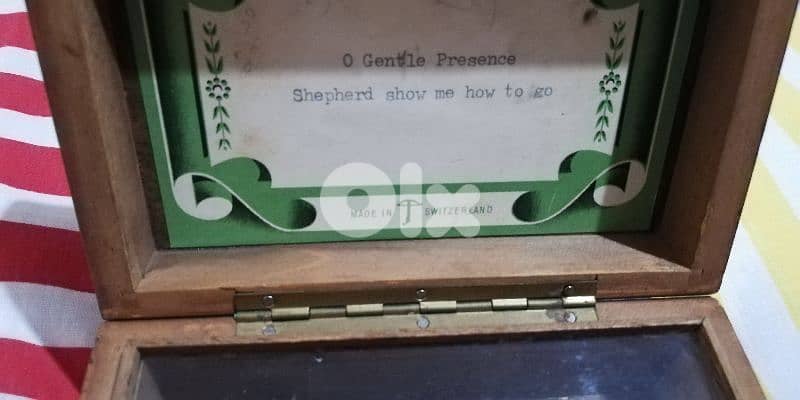 O Gentle Presence
Shepherd show me how to go
olx
MADE IN SWITZERLAND